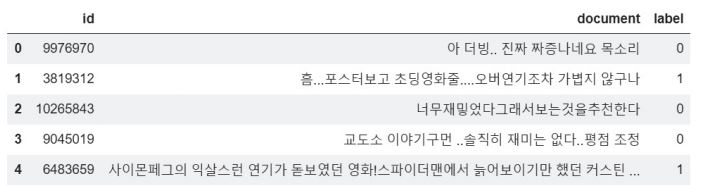 id document label
0 9976970 아 더빙.. 진짜 짜증나네요 목소리 0
1 3819312 흠...포스터보고 초딩영화줄....오버연기조차 가볍지 않구나 1
2 10265843 너무재밓었다그래서보는것을추천한다 0
3 9045019 교도소 이야기구먼 ..솔직히 재미는 없다..평점 조정 0
4 6483659 사이몬페그의 익살스런 연기가 돋보였던 영화!스파이더맨에서 늙어보이기만 했던 커스틴 ... 1